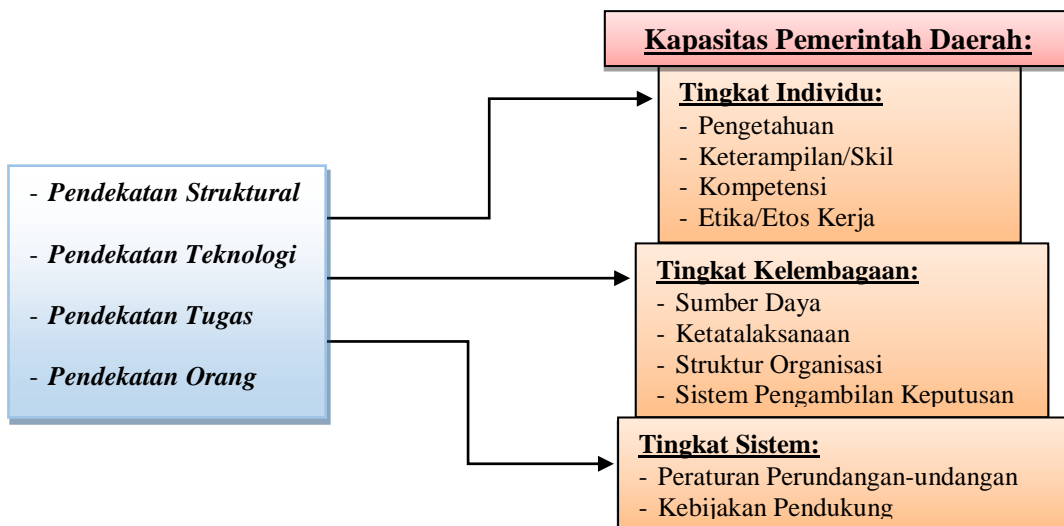 Kapasitas Pemerintah Daerah:
Tingkat Individu:
- Pengetahuan
- Keterampilan/Skil
- Kompetensi
- Etika/Etos Kerja
- Pendekatan Struktural
- Pendekatan Teknologi
- Pendekatan Tugas
- Pendekatan Orang
Tingkat Kelembagaan:
- Sumber Daya
- Ketatalaksanaan
- Struktur Organisasi
- Sistem Pengambilan Keputusan
Tingkat Sistem:
- Peraturan Perundangan-undangan
- Kebijakan Pendukung